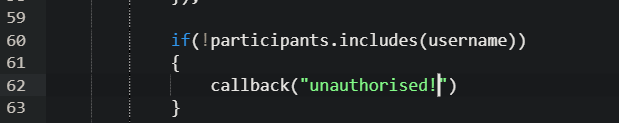 });
59
60 if(!participants.includes(username))
61 {
62 callback("unauthorised!")
63 }